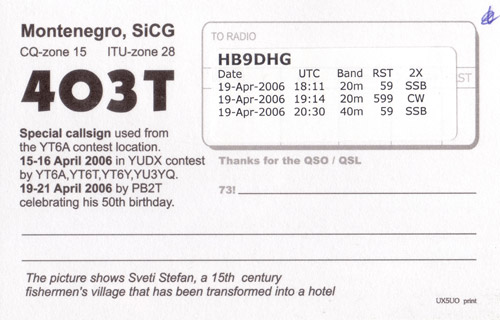 Montenegro, SiCG
CQ-zone 15 ITU-zone 28
4O3T
Special callsign used from
the YT6A contest location.
15-16 April 2006 in YUDX contest
by YT6A,YT6T,YT6Y,YU3YQ.
19-21 April 2006 by PB2T
celebrating his 50th birthday.
TO RADIO
HB9DHG
Date UTC Band RST 2X
19-Apr-2006 18:11 20m 59 SSB
19-Apr-2006 19:14 20m 599 CW
19-Apr-2006 20:30 40m 59 SSB
ST
Thanks for the QSO / QSL
73!
The picture shows Sveti Stefan, a 15th century
fishermen's village that has been transformed into a hotel
UX5UO print